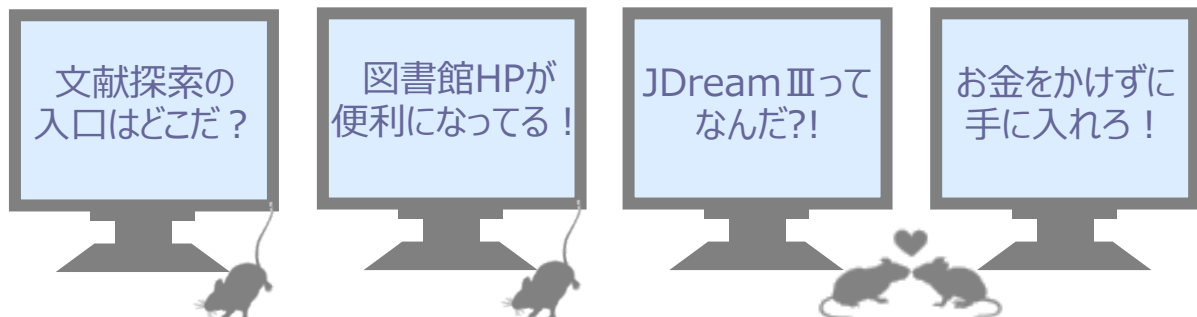 文献探索の
入口はどこだ？
図書館HPが
便利になってる！
JDreamⅢって
なんだ?!
お金をかけずに
手に入れろ！